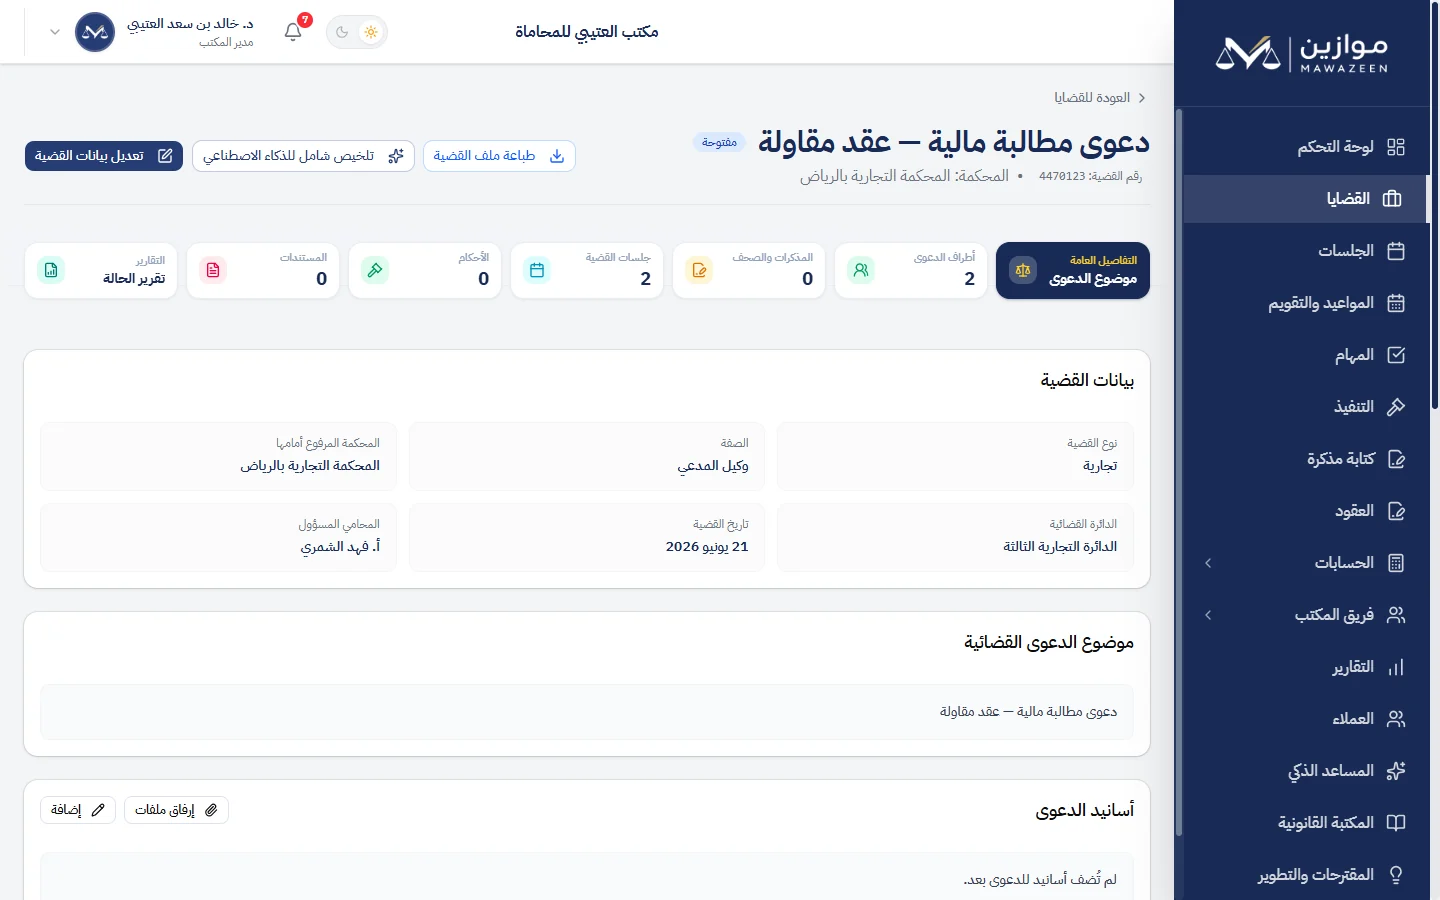 موازين
MAWAZEEN
لوحة التحكم
القضايا
الجلسات
المواعيد والتقويم
المهام
التنفيذ
كتابة مذكرة
العقود
الحسابات
فريق المكتب
التقارير
العملاء
المساعد الذكي
المكتبة القانونية
المقترحات والتطوير
مكتب العتيبي للمحاماة
7
د. خالد بن سعد العتيبي
مدير المكتب
العودة للقضايا
دعوى مطالبة مالية — عقد مقاولة
مفتوحة
رقم القضية: 4470123 • المحكمة: المحكمة التجارية بالرياض
طباعة ملف القضية
تلخيص شامل للذكاء الاصطناعي
تعديل بيانات القضية
التفاصيل العامة
موضوع الدعوى
أطراف الدعوى
2
المذكرات والصحف
0
جلسات القضية
2
الأحكام
0
المستندات
0
التقارير
تقرير الحالة
بيانات القضية
نوع القضية
تجارية
الصفة
وكيل المدعي
المحكمة المرفوع أمامها
المحكمة التجارية بالرياض
الدائرة القضائية
الدائرة التجارية الثالثة
تاريخ القضية
21 يونيو 2026
المحامي المسؤول
أ. فهد الشمري
موضوع الدعوى القضائية
دعوى مطالبة مالية — عقد مقاولة
أسانيد الدعوى
إرفاق ملفات
إضافة
لم تُضف أسانيد للدعوى بعد.